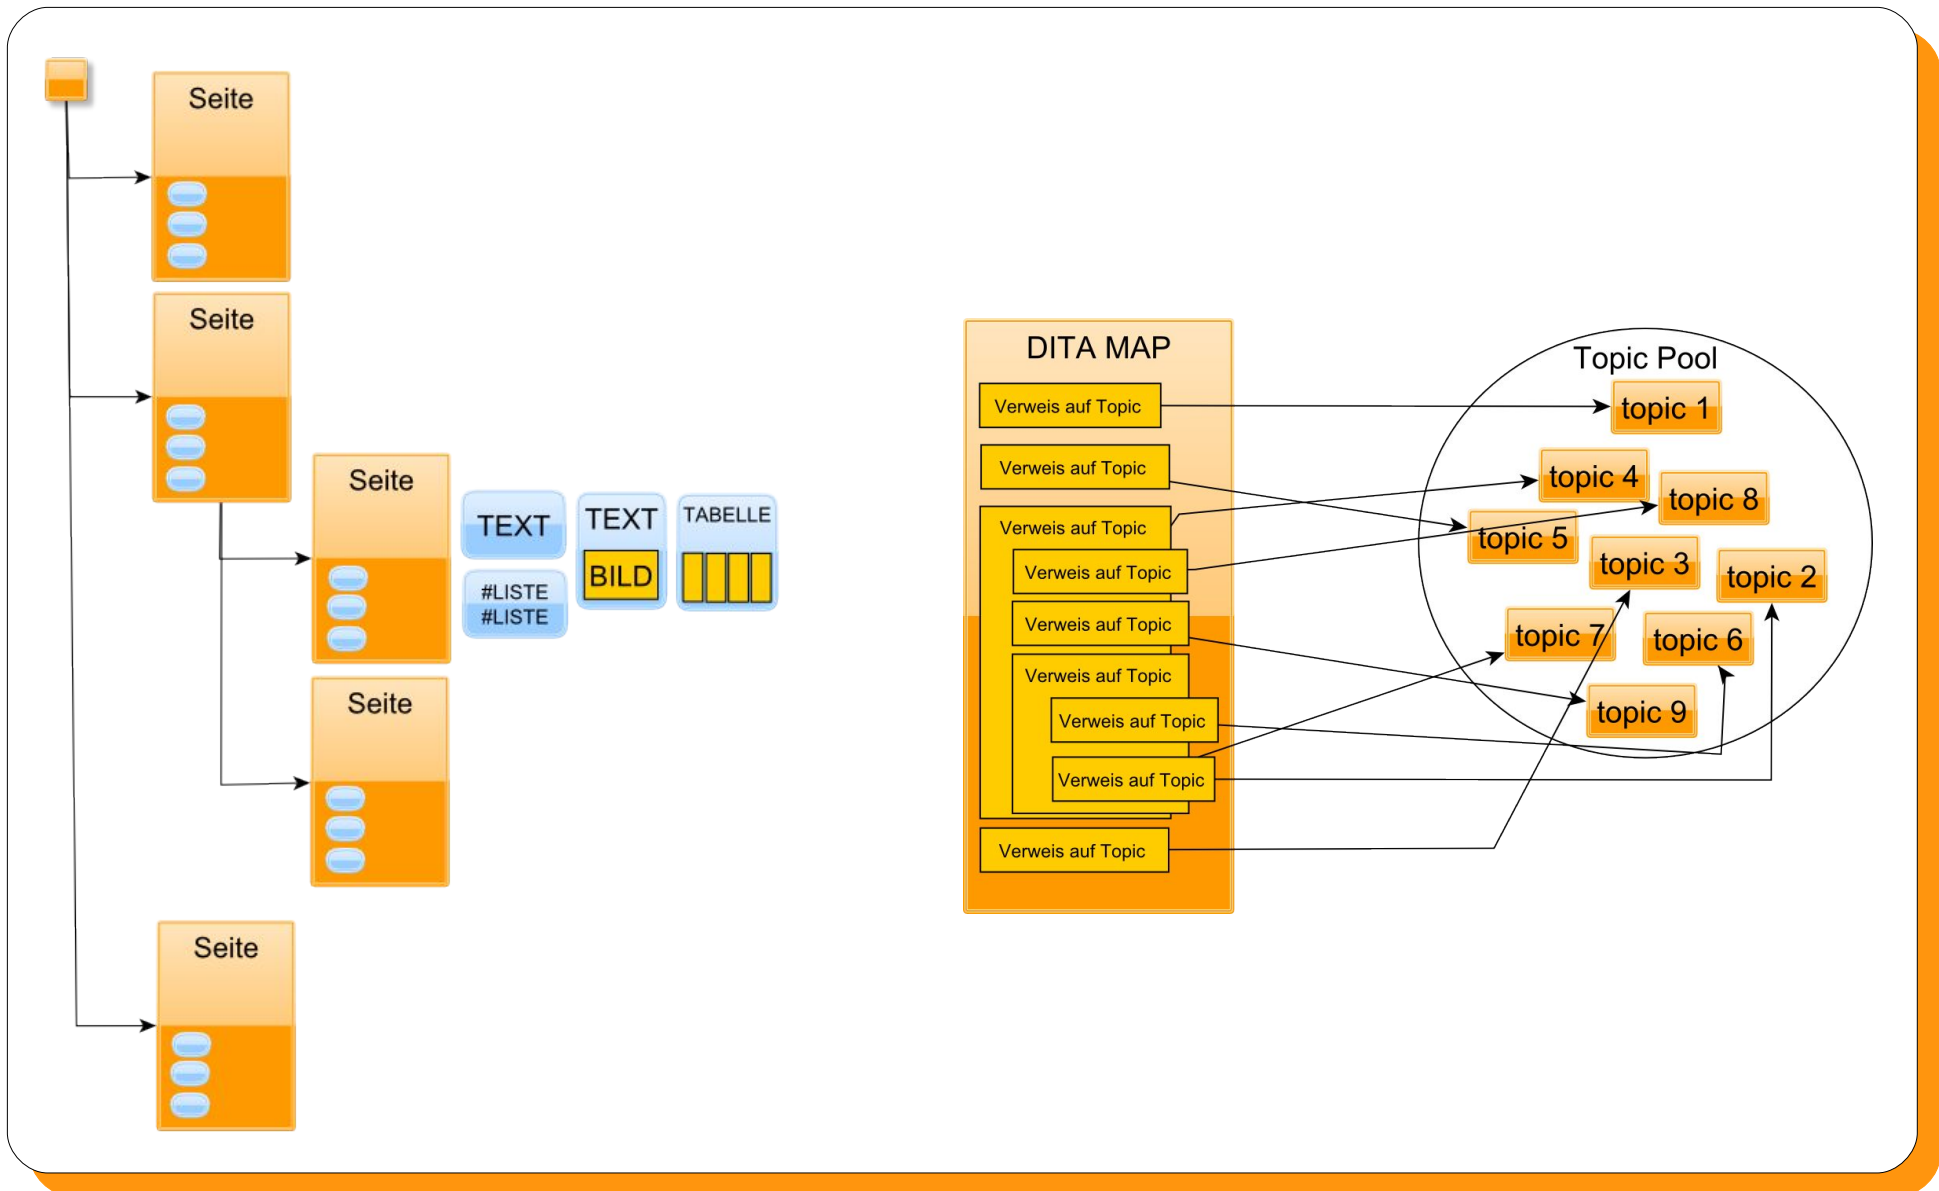 Seite
Seite
Seite
TEXT
#LISTE
#LISTE
TEXT
BILD
TABELLE
Seite
Seite
DITA MAP
Verweis auf Topic
Verweis auf Topic
Verweis auf Topic
Verweis auf Topic
Verweis auf Topic
Verweis auf Topic
Verweis auf Topic
Verweis auf Topic
Verweis auf Topic
Topic Pool
topic 1
topic 4
topic 8
topic 5
topic 3
topic 2
topic 7
topic 6
topic 9